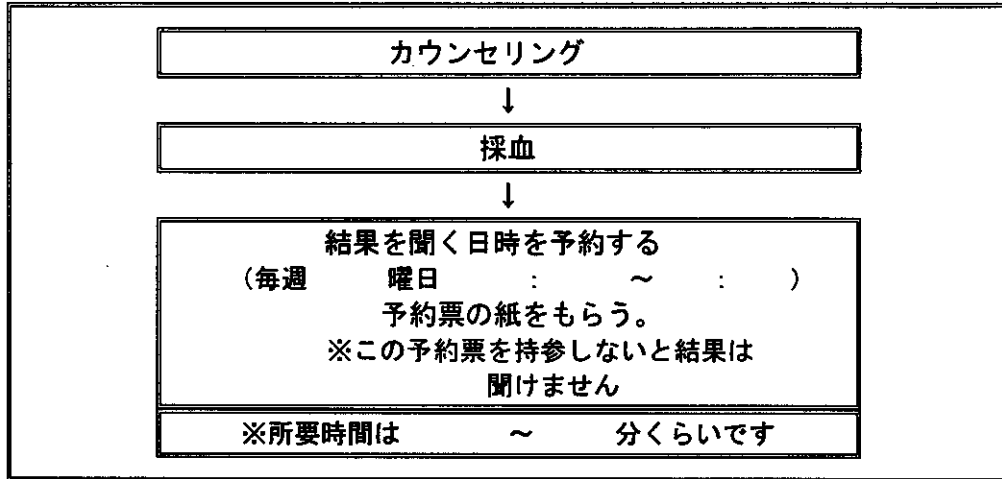 カウンセリング
↓
採血
↓
結果を聞く日時を予約する
（毎週　　曜日　　：　　～　　：　　）
予約票の紙をもらう。
※この予約票を持参しないと結果は
聞けません
※所要時間は　　～　　分くらいです